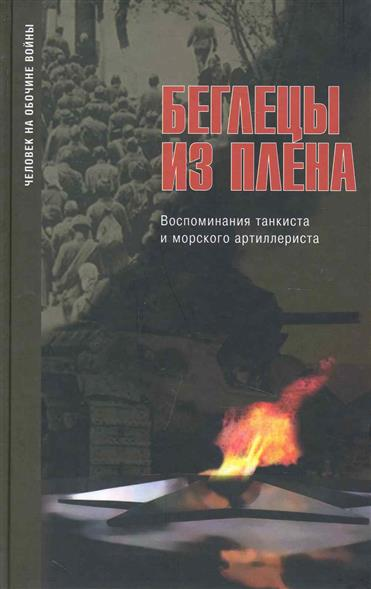 ЧЕЛОВЕК НА ОБОЧИНЕ ВОЙНЫ
БЕГЛЕЦЫ
ИЗ ПЛЕНА
Воспоминания танкиста
и морского артиллериста